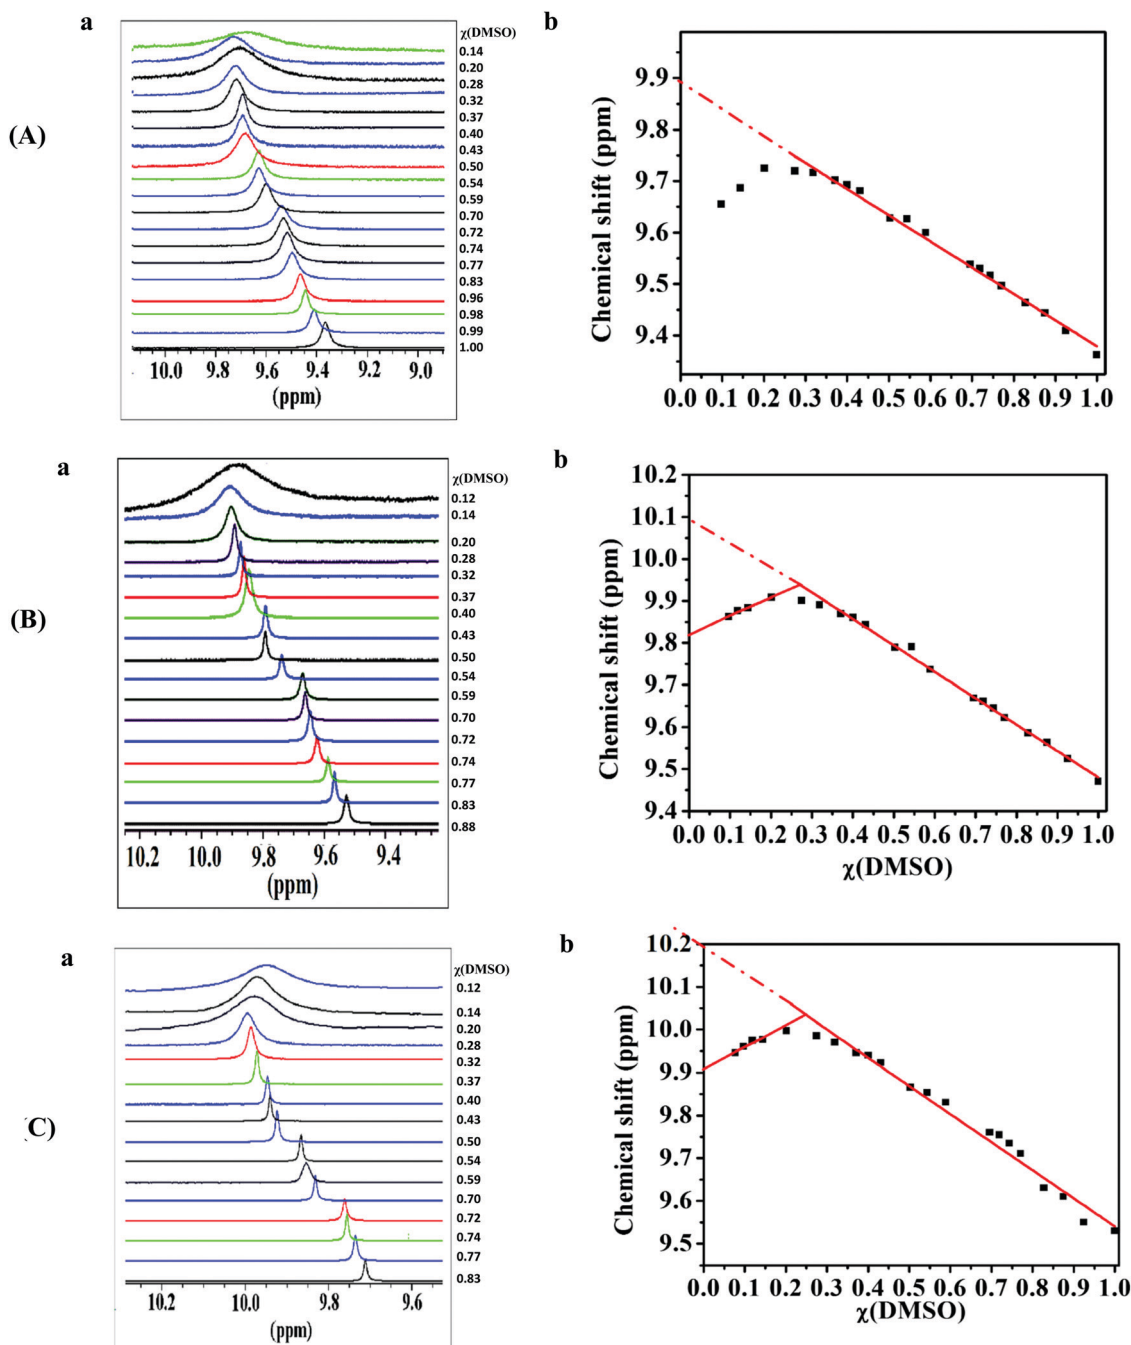 a
χ(DMSO)
0.14
0.20
0.28
0.32
0.37
0.40
0.43
0.50
0.54
0.59
0.70
0.72
0.74
0.77
0.83
0.96
0.98
0.99
1.00
10.0 9.8 9.6 9.4 9.2 9.0
(ppm)
(A)
b
Chemical shift (ppm)
9.9
9.8
9.7
9.6
9.5
9.4
0.0 0.1 0.2 0.3 0.4 0.5 0.6 0.7 0.8 0.9 1.0
a
χ(DMSO)
0.12
0.14
0.20
0.28
0.32
0.37
0.40
0.43
0.50
0.54
0.59
0.70
0.72
0.74
0.77
0.83
0.88
10.2 10.0 9.8 9.6 9.4
(ppm)
(B)
b
Chemical shift (ppm)
10.2
10.1
10.0
9.9
9.8
9.7
9.6
9.5
9.4
0.0 0.1 0.2 0.3 0.4 0.5 0.6 0.7 0.8 0.9 1.0
χ(DMSO)
a
χ(DMSO)
0.12
0.14
0.20
0.28
0.32
0.37
0.40
0.43
0.50
0.54
0.59
0.70
0.72
0.74
0.77
0.83
10.2 10.0 9.8 9.6
(ppm)
(C)
b
Chemical shift (ppm)
10.2
10.1
10.0
9.9
9.8
9.7
9.6
9.5
0.0 0.1 0.2 0.3 0.4 0.5 0.6 0.7 0.8 0.9 1.0
χ(DMSO)